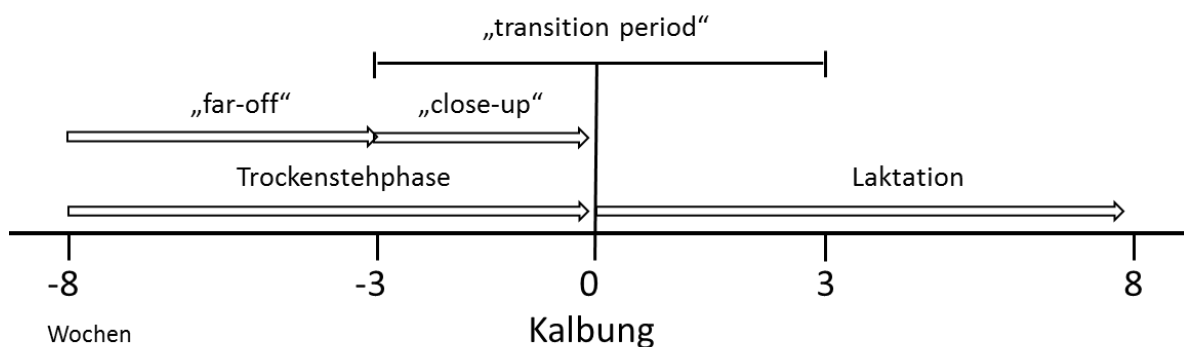 „transition period“
„far-off“ „close-up“
Trockenstehphase Laktation
-8 -3 0 3 8
Wochen Kalbung